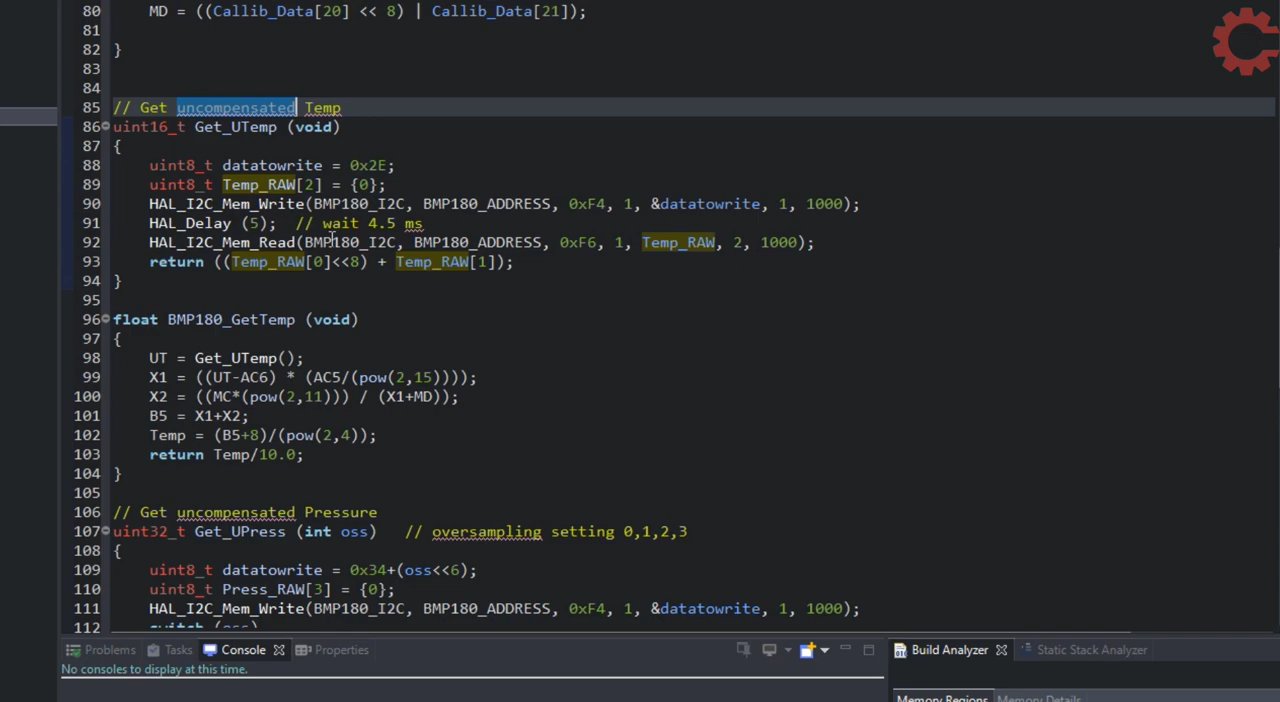 80 MD = ((Callib_Data[20] << 8) | Callib_Data[21]);
81
82 }
83
84
85 // Get uncompensated Temp
86 uint16_t Get_UTemp (void)
87 {
88 uint8_t datatowrite = 0x2E;
89 uint8_t Temp_RAW[2] = {0};
90 HAL_I2C_Mem_Write(BMP180_I2C, BMP180_ADDRESS, 0xF4, 1, &datatowrite, 1, 1000);
91 HAL_Delay (5); // wait 4.5 ms
92 HAL_I2C_Mem_Read(BMP180_I2C, BMP180_ADDRESS, 0xF6, 1, Temp_RAW, 2, 1000);
93 return ((Temp_RAW[0]<<8) + Temp_RAW[1]);
94 }
95
96 float BMP180_GetTemp (void)
97 {
98 UT = Get_UTemp();
99 X1 = ((UT-AC6) * (AC5/(pow(2,15))));
100 X2 = ((MC*(pow(2,11))) / (X1+MD));
101 B5 = X1+X2;
102 Temp = (B5+8)/(pow(2,4));
103 return Temp/10.0;
104 }
105
106 // Get uncompensated Pressure
107 uint32_t Get_UPress (int oss) // oversampling setting 0,1,2,3
108 {
109 uint8_t datatowrite = 0x34+(oss<<6);
110 uint8_t Press_RAW[3] = {0};
111 HAL_I2C_Mem_Write(BMP180_I2C, BMP180_ADDRESS, 0xF4, 1, &datatowrite, 1, 1000);
112 switch (oss)
Problems Tasks Console Properties
No consoles to display at this time.
Build Analyzer Static Stack Analyzer
Memory Regions Memory Details